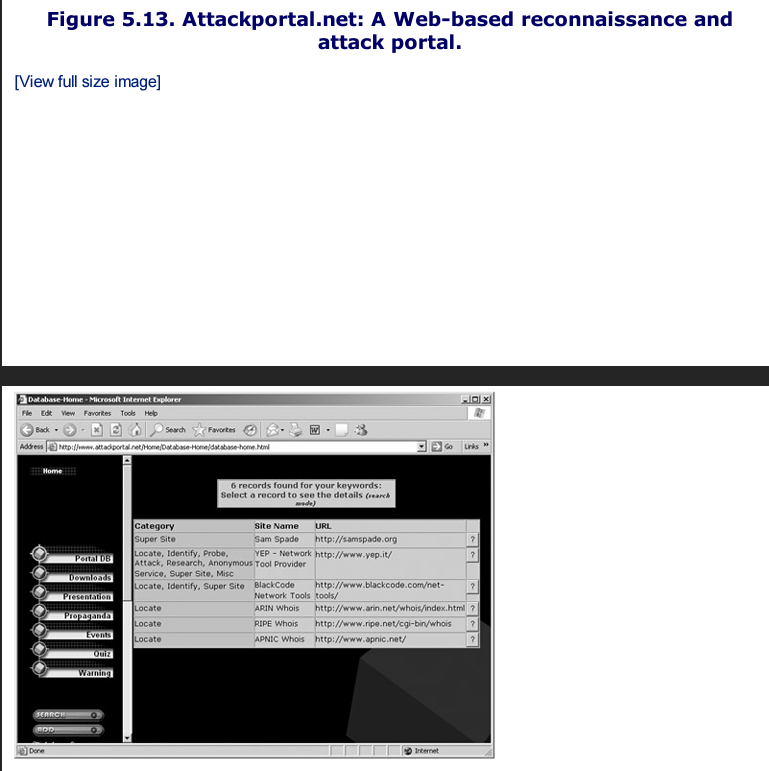 Figure 5.13. Attackportal.net: A Web-based reconnaissance and
attack portal.
[View full size image]
Database-Home - Microsoft Internet Explorer
File Edit View Favorites Tools Help
Back Search Favorites
Address http://www.attackportal.net/Home/Database-Home/database-home.html Go Links »
Home
6 records found for your keywords:
Select a record to see the details (search
mode)
Category Site Name URL
Super Site Sam Spade http://samspade.org ?
Locate, Identify, Probe, YEP - Network http://www.yep.it/ ?
Attack, Research, Anonymous Tool Provider
Service, Super Site, Misc
Locate, Identify, Super Site BlackCode http://www.blackcode.com/net- ?
Network Tools tools/
Locate ARIN Whois http://www.arin.net/whois/index.html ?
Locate RIPE Whois http://www.ripe.net/cgi-bin/whois ?
Locate APNIC Whois http://www.apnic.net/ ?
Portal DB
Downloads
Presentation
Propaganda
Events
Quiz
Warning
SEARCH
ADD
Done Internet